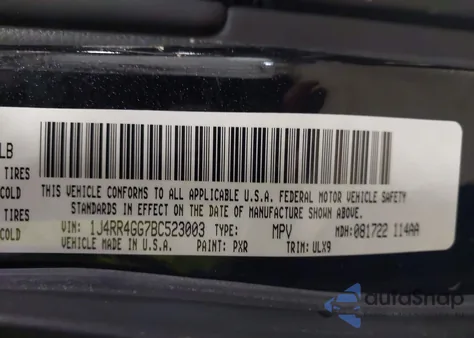 LB
TIRES
COLD
TIRES
COLD
THIS VEHICLE CONFORMS TO ALL APPLICABLE U.S.A. FEDERAL MOTOR VEHICLE SAFETY
STANDARDS IN EFFECT ON THE DATE OF MANUFACTURE SHOWN ABOVE.
VIN: 1J4RR4GG7BC523003 TYPE: MPV MDH: 081722 114AA
VEHICLE MADE IN U.S.A. PAINT: PXR TRIM: ULX9
autoSnap